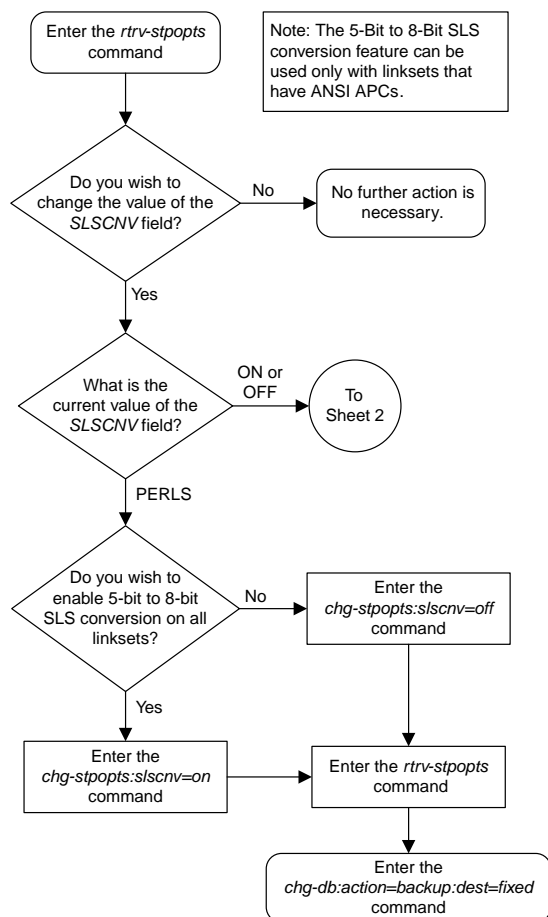 Enter the rtrv-stpopts
command
Note: The 5-Bit to 8-Bit SLS
conversion feature can be
used only with linksets that
have ANSI APCs.
Do you wish to
change the value of the
SLSCNV field?
No
No further action is
necessary.
Yes
What is the
current value of the
SLSCNV field?
ON or
OFF
To
Sheet 2
PERLS
Do you wish to
enable 5-bit to 8-bit
SLS conversion on all
linksets?
No
Enter the
chg-stpopts:slscnv=off
command
Yes
Enter the
chg-stpopts:slscnv=on
command
Enter the rtrv-stpopts
command
Enter the
chg-db:action=backup:dest=fixed
command